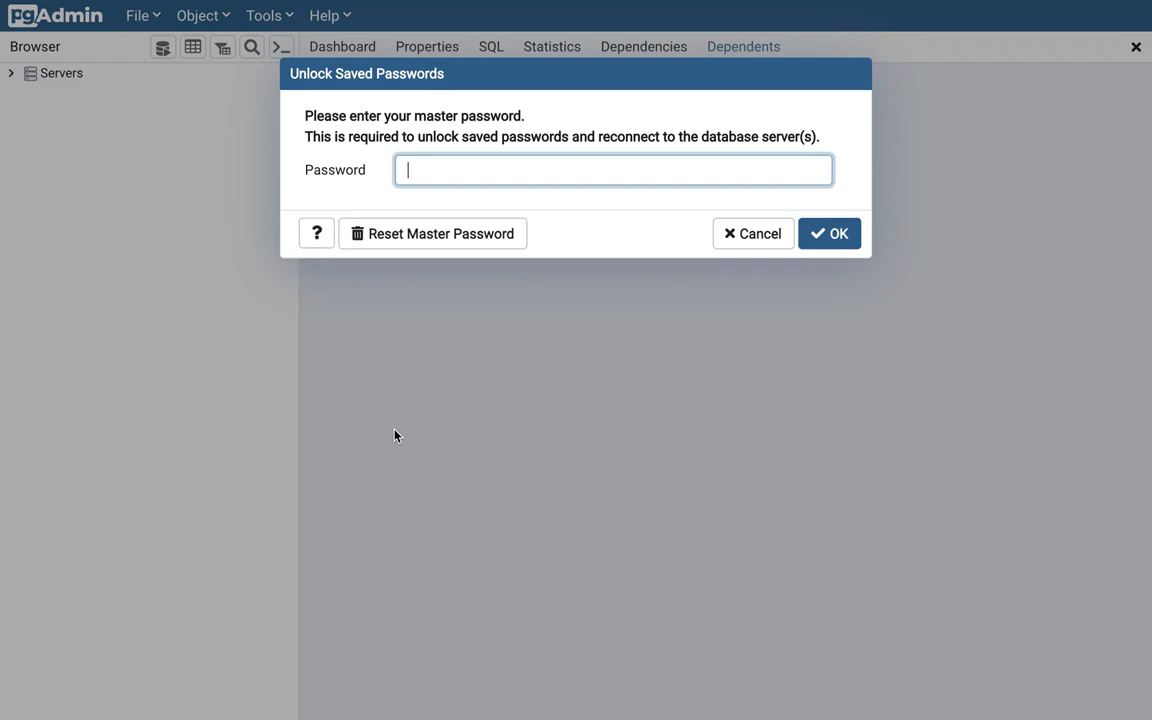 pgAdmin File Object Tools Help
Browser Dashboard Properties SQL Statistics Dependencies Dependents
Servers
Unlock Saved Passwords
Please enter your master password.
This is required to unlock saved passwords and reconnect to the database server(s).
Password
? Reset Master Password Cancel OK